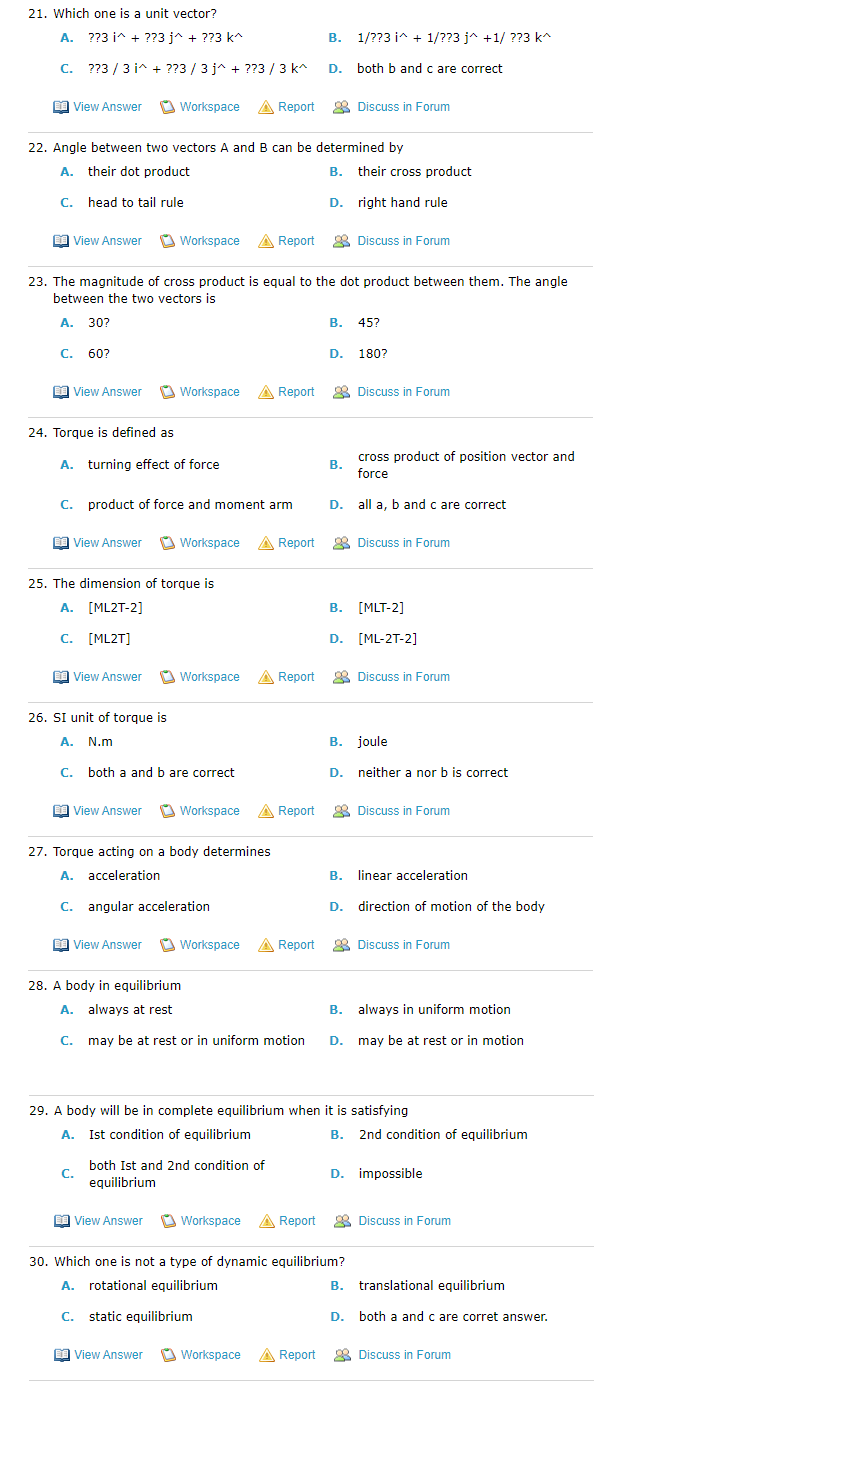 21. Which one is a unit vector?
A. ??3 i^ + ??3 j^ + ??3 k^ B. 1/??3 i^ + 1/??3 j^ +1/ ??3 k^
C. ??3 / 3 i^ + ??3 / 3 j^ + ??3 / 3 k^ D. both b and c are correct
View Answer Workspace Report Discuss in Forum
22. Angle between two vectors A and B can be determined by
A. their dot product B. their cross product
C. head to tail rule D. right hand rule
View Answer Workspace Report Discuss in Forum
23. The magnitude of cross product is equal to the dot product between them. The angle
between the two vectors is
A. 30? B. 45?
C. 60? D. 180?
View Answer Workspace Report Discuss in Forum
24. Torque is defined as
A. turning effect of force B. cross product of position vector and
force
C. product of force and moment arm D. all a, b and c are correct
View Answer Workspace Report Discuss in Forum
25. The dimension of torque is
A. [ML2T-2] B. [MLT-2]
C. [ML2T] D. [ML-2T-2]
View Answer Workspace Report Discuss in Forum
26. SI unit of torque is
A. N.m B. joule
C. both a and b are correct D. neither a nor b is correct
View Answer Workspace Report Discuss in Forum
27. Torque acting on a body determines
A. acceleration B. linear acceleration
C. angular acceleration D. direction of motion of the body
View Answer Workspace Report Discuss in Forum
28. A body in equilibrium
A. always at rest B. always in uniform motion
C. may be at rest or in uniform motion D. may be at rest or in motion
29. A body will be in complete equilibrium when it is satisfying
A. Ist condition of equilibrium B. 2nd condition of equilibrium
C. both Ist and 2nd condition of
equilibrium D. impossible
View Answer Workspace Report Discuss in Forum
30. Which one is not a type of dynamic equilibrium?
A. rotational equilibrium B. translational equilibrium
C. static equilibrium D. both a and c are corret answer.
View Answer Workspace Report Discuss in Forum